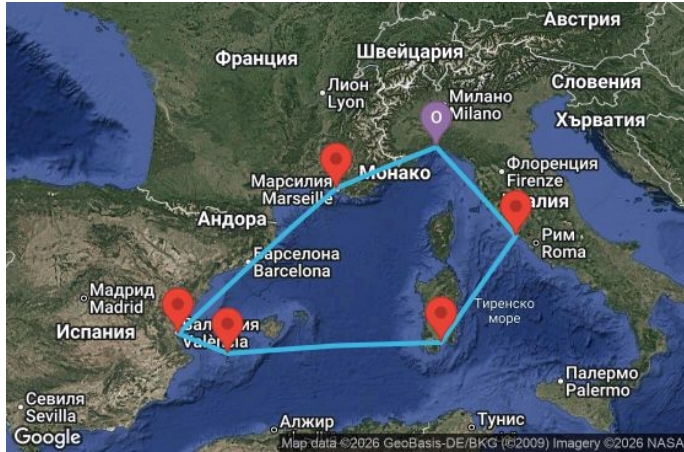 Австрия
Франция
Швейцария
Словения
Лион
Lyon
Милано
Milano
Хърватия
О
Монако
Флоренция
Firenze
Марсилия
Marseille
Андора
Барселона
Barcelona
Рим
Roma
Мадрид
Madrid
Тиренско
море
Испания
València
Палермо
Palermo
Севиля
Sevilla
Алжир
Тунис
Google
Map data ©2026 GeoBasis-DE/BKG (©2009) Imagery ©2026 NASA